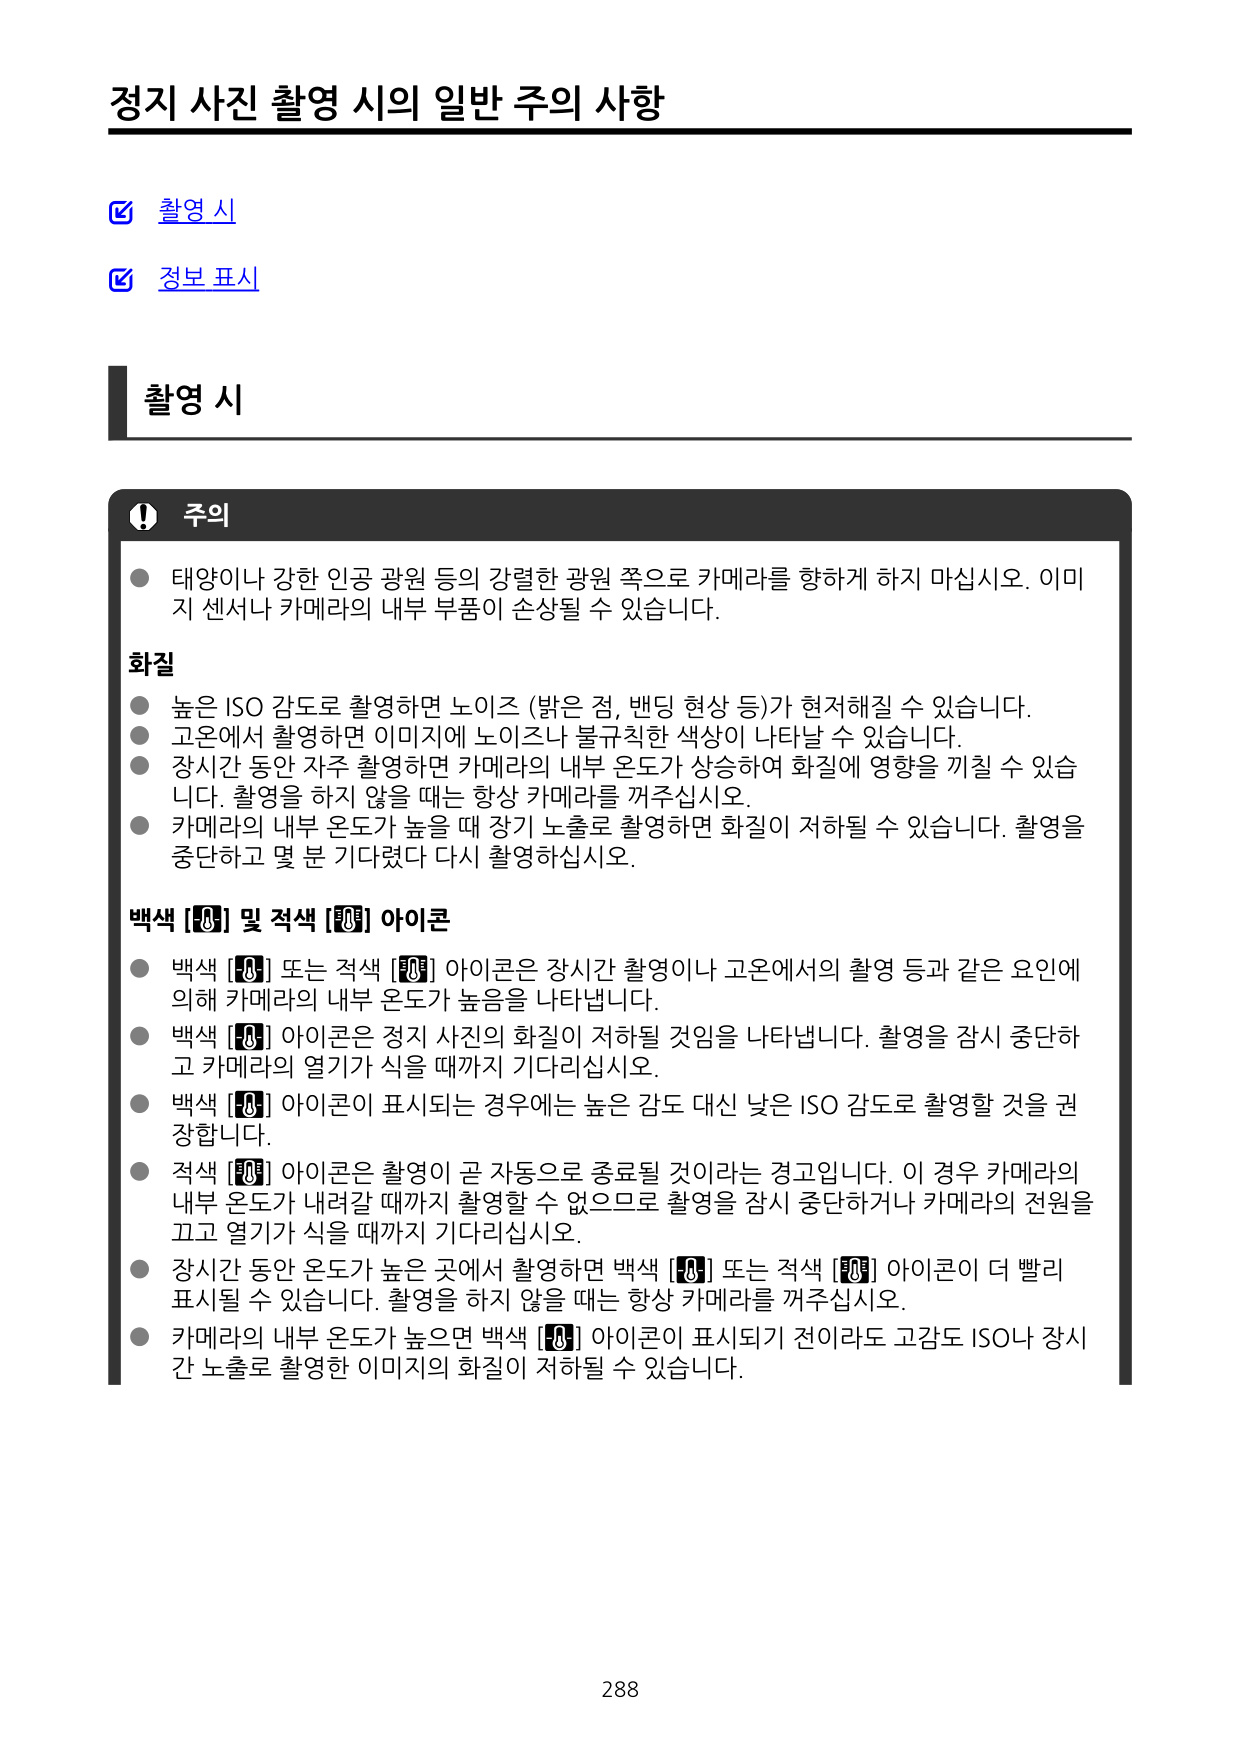 정지 사진 촬영 시의 일반 주의 사항
촬영 시
정보 표시
촬영 시
주의
● 태양이나 강한 인공 광원 등의 강렬한 광원 쪽으로 카메라를 향하게 하지 마십시오. 이미
지 센서나 카메라의 내부 부품이 손상될 수 있습니다.
화질
● 높은 ISO 감도로 촬영하면 노이즈 (밝은 점, 밴딩 현상 등)가 현저해질 수 있습니다.
● 고온에서 촬영하면 이미지에 노이즈나 불규칙한 색상이 나타날 수 있습니다.
● 장시간 동안 자주 촬영하면 카메라의 내부 온도가 상승하여 화질에 영향을 끼칠 수 있습
니다. 촬영을 하지 않을 때는 항상 카메라를 꺼주십시오.
● 카메라의 내부 온도가 높을 때 장기 노출로 촬영하면 화질이 저하될 수 있습니다. 촬영을
중단하고 몇 분 기다렸다 다시 촬영하십시오.
백색 [] 및 적색 [] 아이콘
● 백색 [] 또는 적색 [] 아이콘은 장시간 촬영이나 고온에서의 촬영 등과 같은 요인에
의해 카메라의 내부 온도가 높음을 나타냅니다.
● 백색 [] 아이콘은 정지 사진의 화질이 저하될 것임을 나타냅니다. 촬영을 잠시 중단하
고 카메라의 열기가 식을 때까지 기다리십시오.
● 백색 [] 아이콘이 표시되는 경우에는 높은 감도 대신 낮은 ISO 감도로 촬영할 것을 권
장합니다.
● 적색 [] 아이콘은 촬영이 곧 자동으로 종료될 것이라는 경고입니다. 이 경우 카메라의
내부 온도가 내려갈 때까지 촬영할 수 없으므로 촬영을 잠시 중단하거나 카메라의 전원을
끄고 열기가 식을 때까지 기다리십시오.
● 장시간 동안 온도가 높은 곳에서 촬영하면 백색 [] 또는 적색 [] 아이콘이 더 빨리
표시될 수 있습니다. 촬영을 하지 않을 때는 항상 카메라를 꺼주십시오.
● 카메라의 내부 온도가 높으면 백색 [] 아이콘이 표시되기 전이라도 고감도 ISO나 장시
간 노출로 촬영한 이미지의 화질이 저하될 수 있습니다.
288